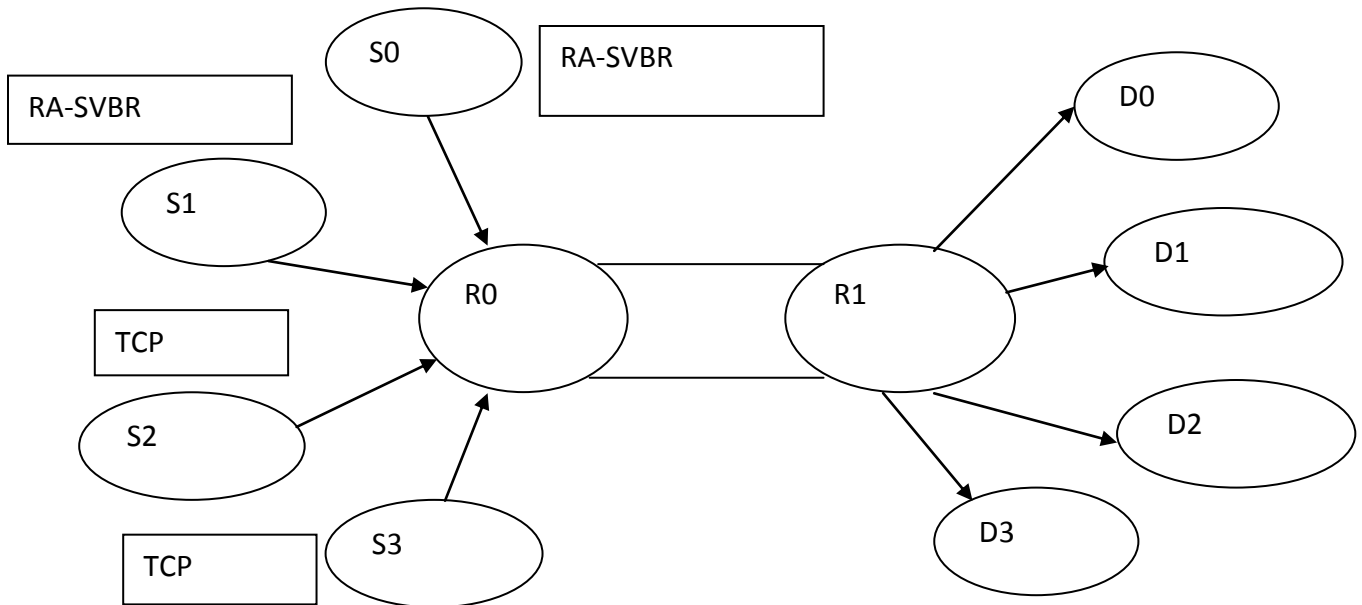 S0
RA-SVBR
RA-SVBR
D0
S1
D1
R0
R1
TCP
S2
D2
S3
D3
TCP